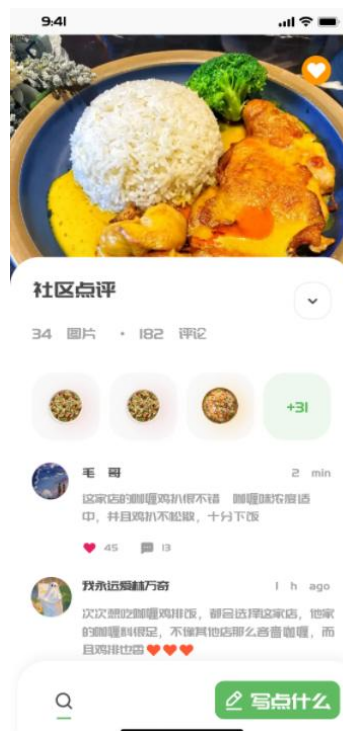 9:41
社区点评
34 图片 · 182 评论
+31
毛 哥
2 min
这家店的咖喱鸡扒很不错 咖喱味浓度适
中，并且鸡扒不松散，十分下饭
45 13
我永远爱林万奇
1 h ago
次次想吃咖喱鸡排饭，都会选择这家店，他家
的咖喱料很足，不像其他店那么吝啬咖喱，而
且鸡排也香❤❤❤
写点什么